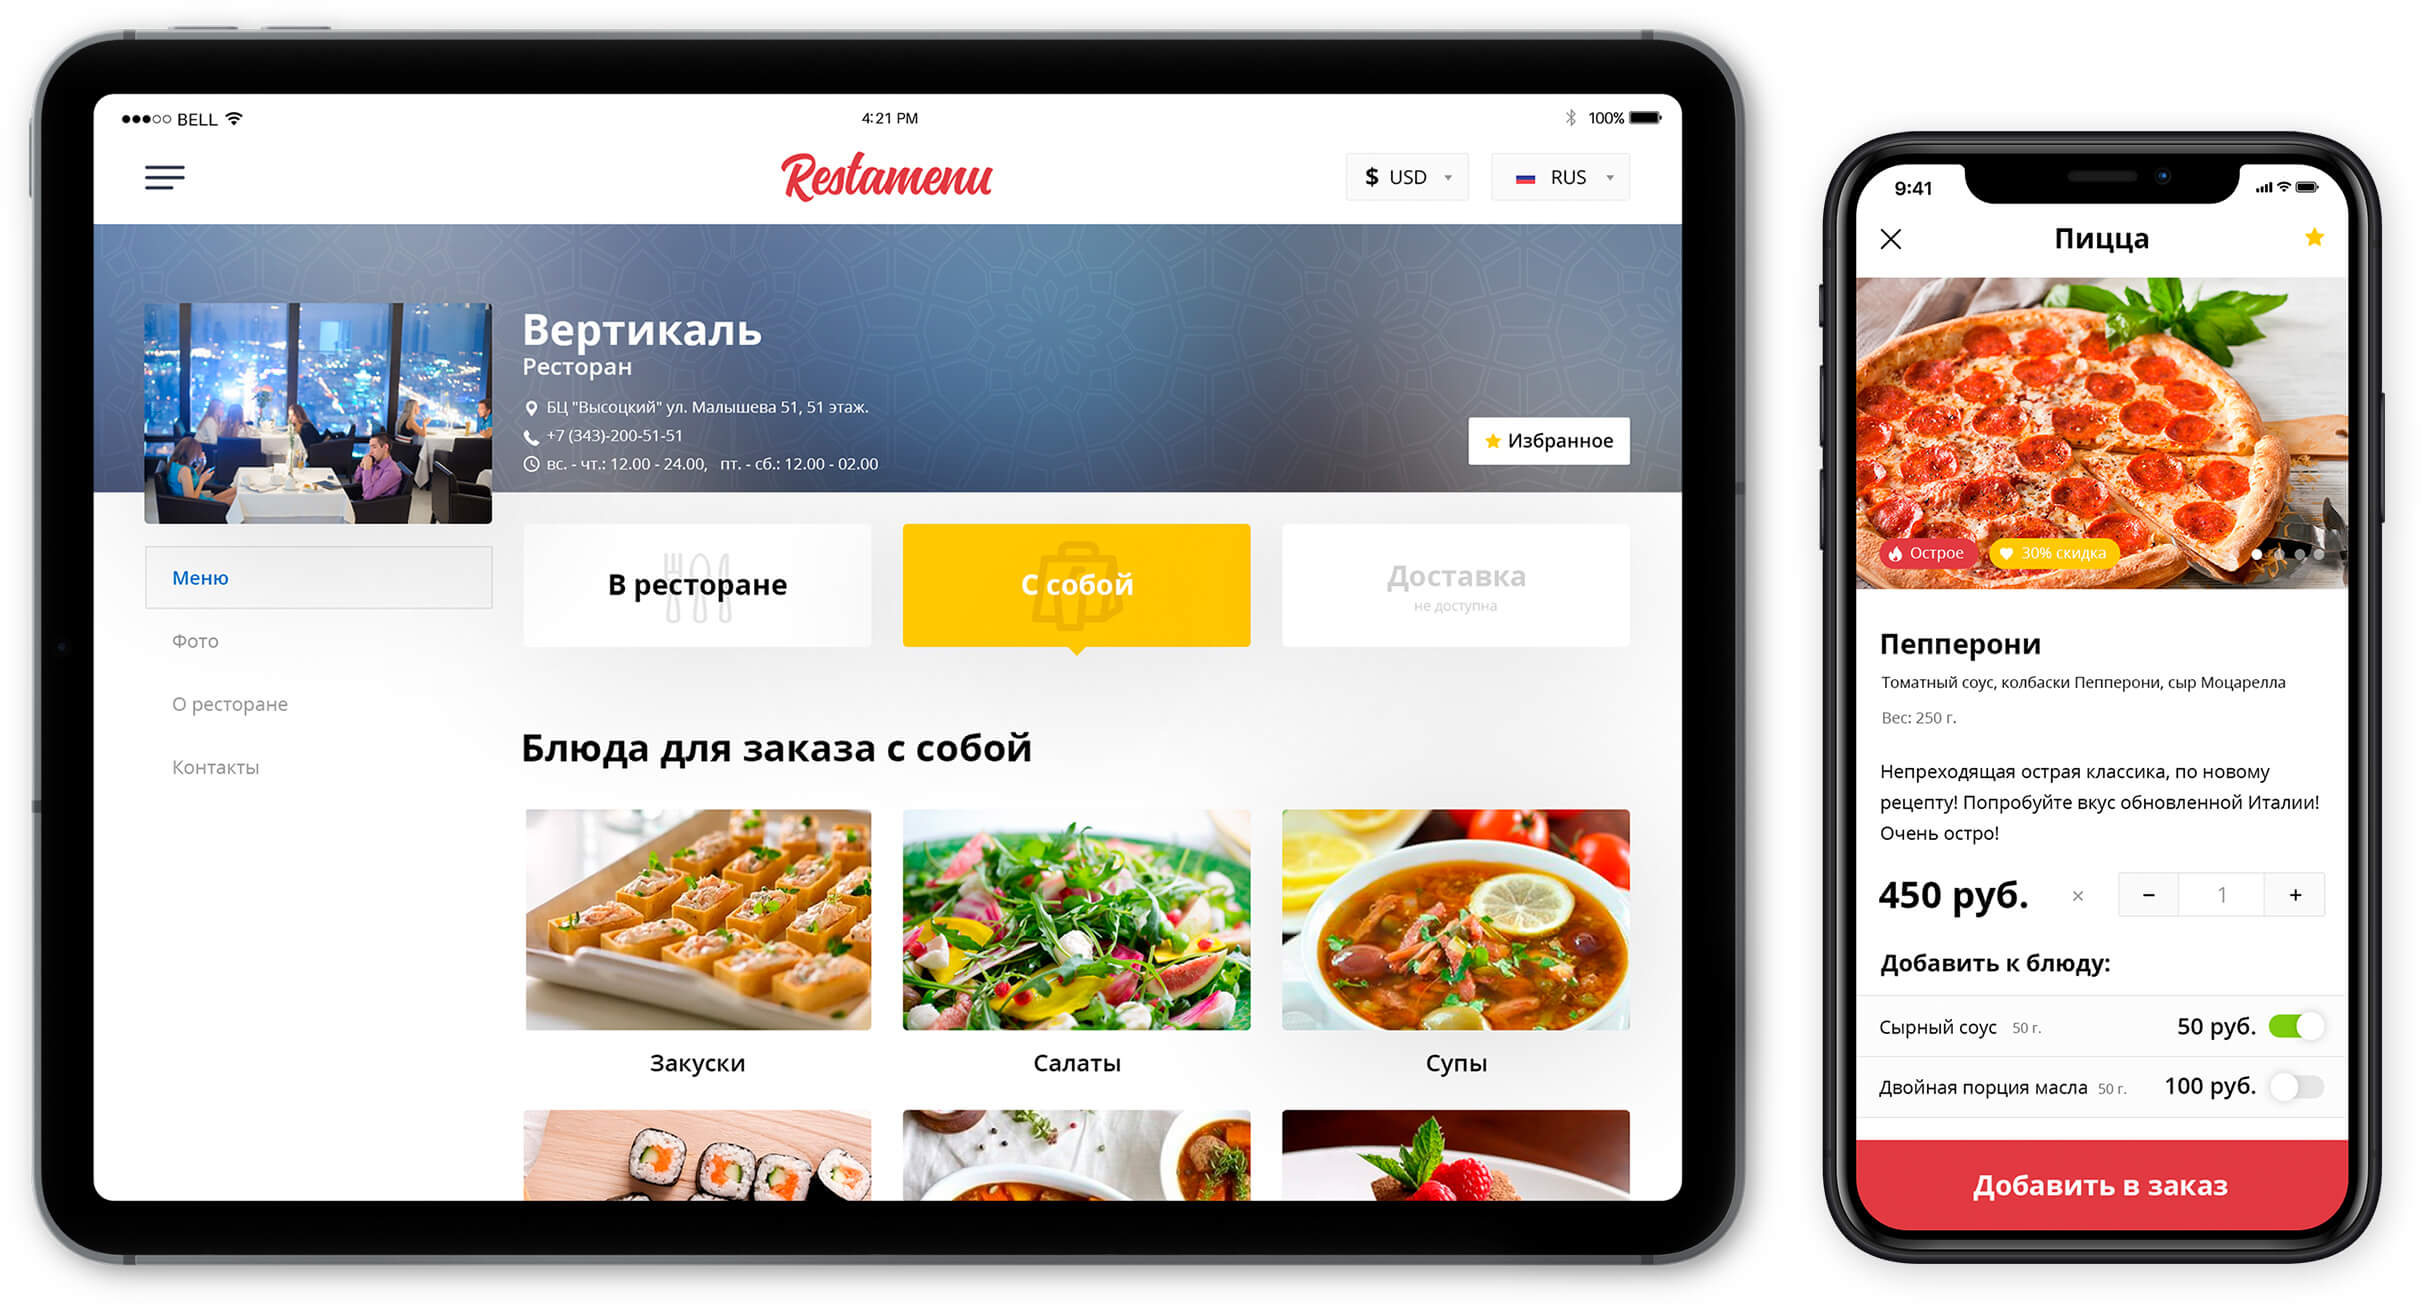 BELL
4:21 PM
100%
Restamenu
$ USD
RUS
Вертикаль
Ресторан
БЦ "Высоцкий" ул. Малышева 51, 51 этаж.
+7 (343)-200-51-51
вс. - чт.: 12.00 - 24.00, пт. - сб.: 12.00 - 02.00
Избранное
Меню
Фото
О ресторане
Контакты
В ресторане
С собой
Доставка
не доступна
Блюда для заказа с собой
Закуски
Салаты
Супы
9:41
Пицца
Острое
30% скидка
Пепперони
Томатный соус, колбаски Пепперони, сыр Моцарелла
Вес: 250 г.
Непреходящая острая классика, по новому
рецепту! Попробуйте вкус обновленной Италии!
Очень остро!
450 руб. × − 1 +
Добавить к блюду:
Сырный соус 50 г. 50 руб.
Двойная порция масла 50 г. 100 руб.
Добавить в заказ